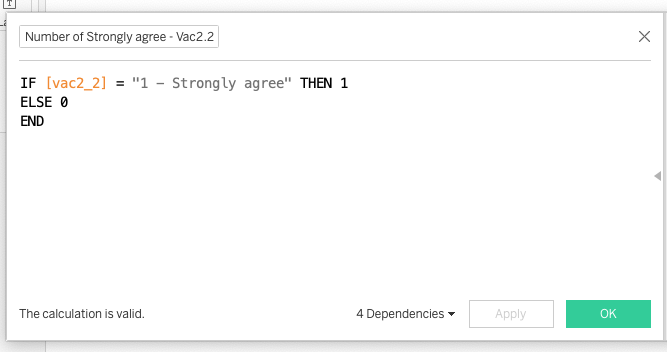 T
Number of Strongly agree - Vac2.2
IF [vac2_2] = "1 – Strongly agree" THEN 1
ELSE 0
END
The calculation is valid.
4 Dependencies
Apply
OK